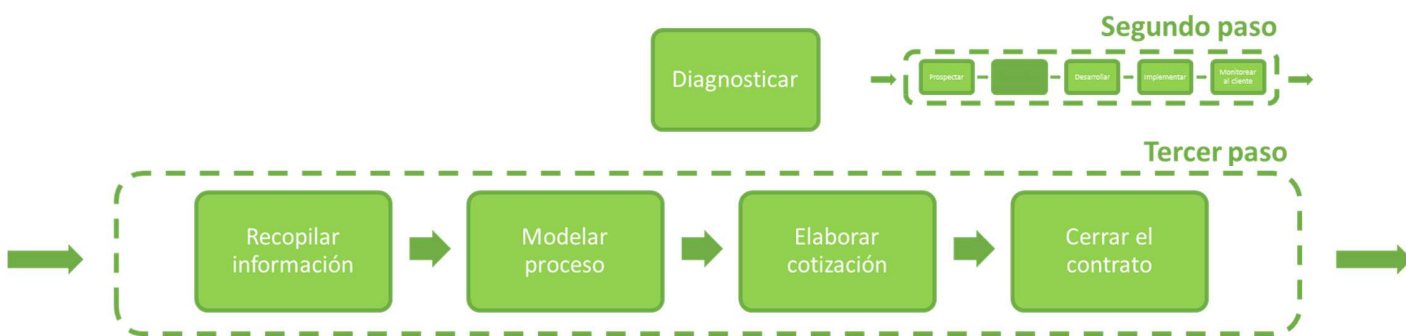 Segundo paso
Diagnosticar
Prospectar
Desarrollar
Implementar
Monitorear
al cliente
Tercer paso
Recopilar
información
Modelar
proceso
Elaborar
cotización
Cerrar el
contrato